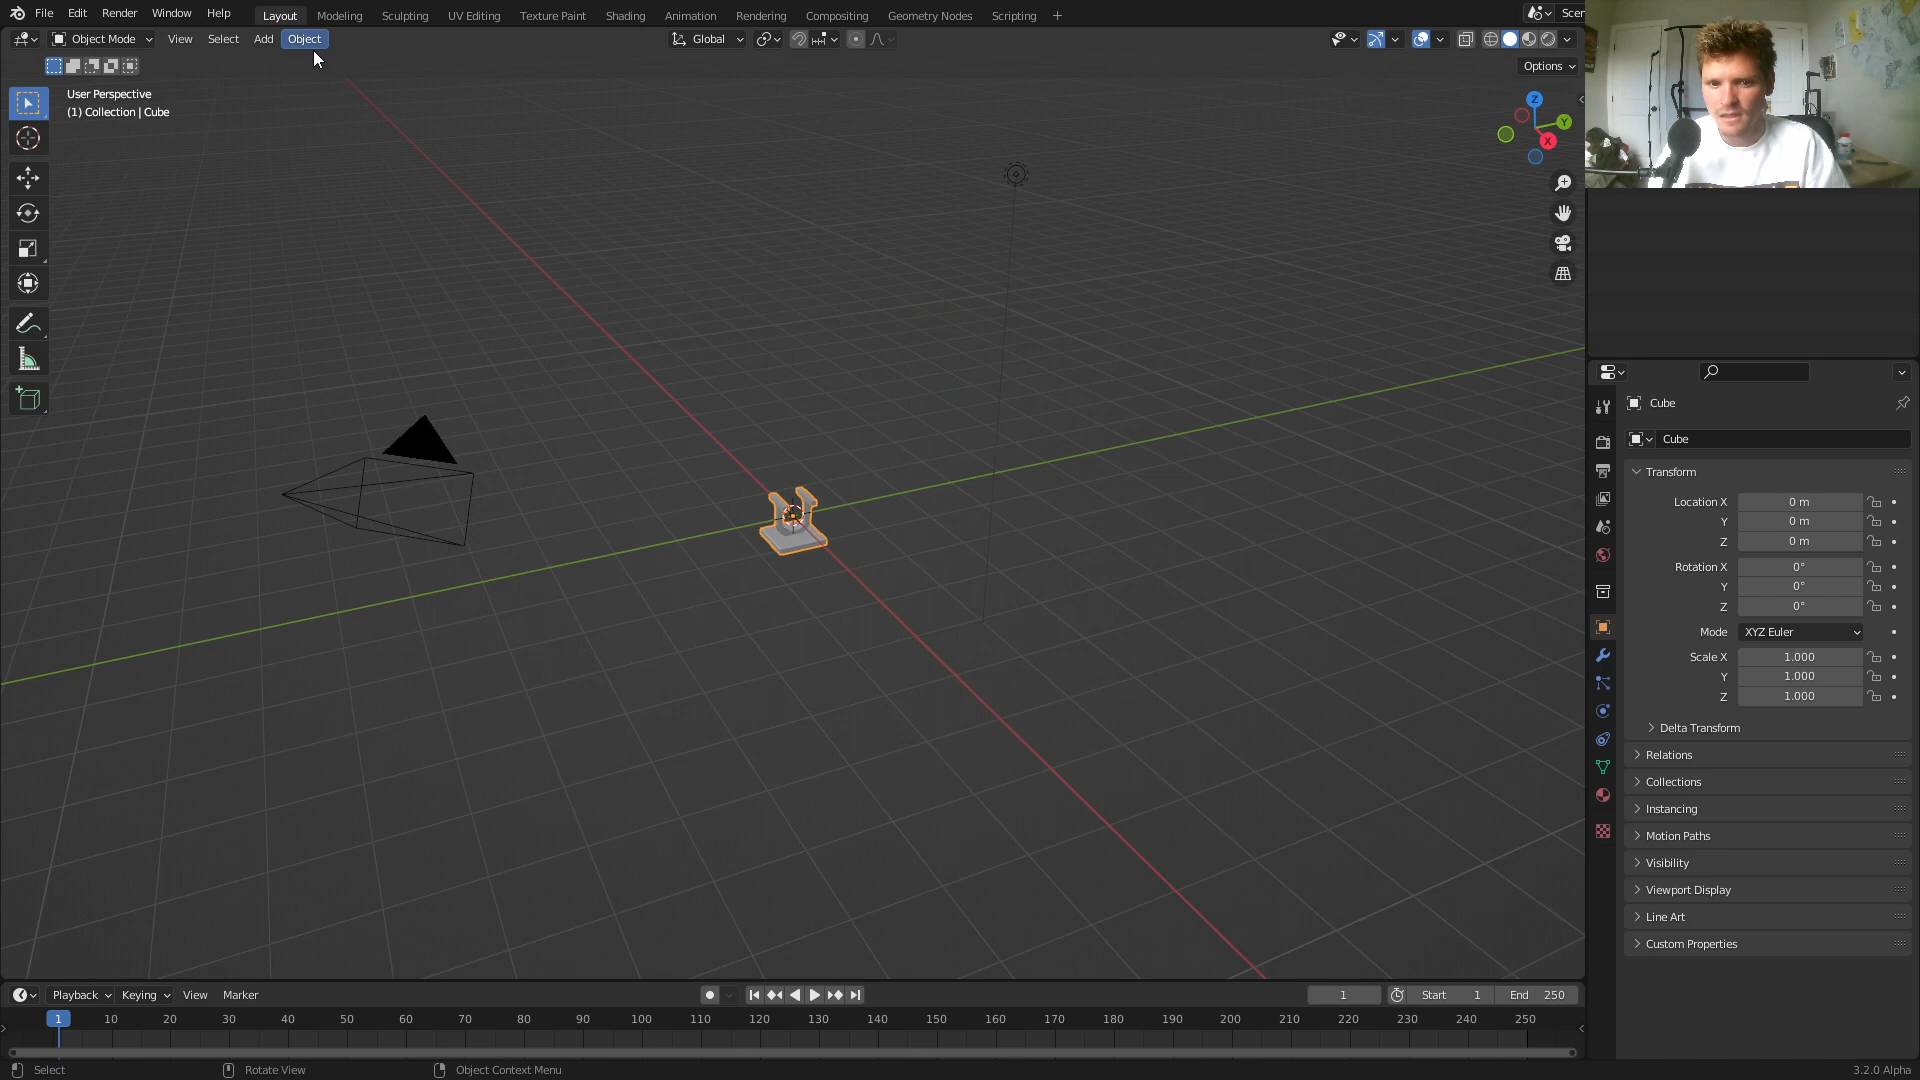 File Edit Render Window Help Layout Modeling Sculpting UV Editing Texture Paint Shading Animation Rendering Compositing Geometry Nodes Scripting + Scen
Object Mode View Select Add Object Global
Options
User Perspective
(1) Collection | Cube
Z
Y
X
Cube
Cube
Transform
Location X 0 m
Y 0 m
Z 0 m
Rotation X 0°
Y 0°
Z 0°
Mode XYZ Euler
Scale X 1.000
Y 1.000
Z 1.000
Delta Transform
Relations
Collections
Instancing
Motion Paths
Visibility
Viewport Display
Line Art
Custom Properties
Playback Keying View Marker 1 Start 1 End 250
1 10 20 30 40 50 60 70 80 90 100 110 120 130 140 150 160 170 180 190 200 210 220 230 240 250
Select Rotate View Object Context Menu 3.2.0 Alpha